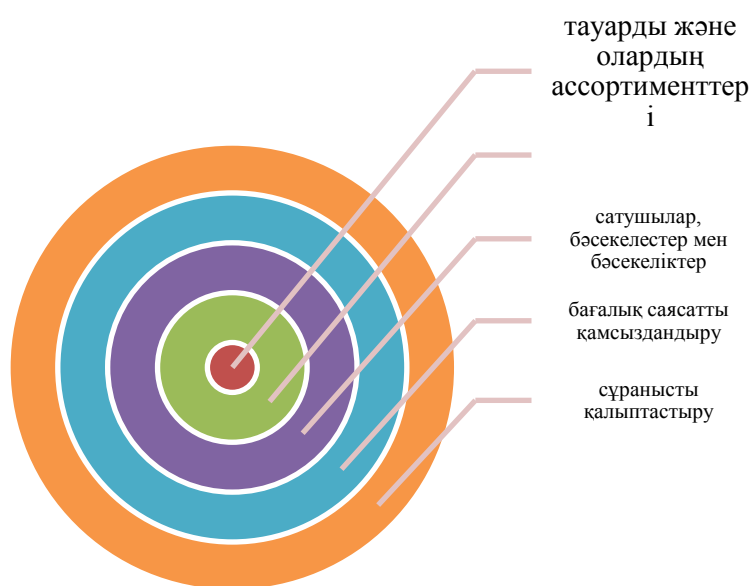 тауарды және
олардың
ассортименттер
і
сатушылар,
бәсекелестер мен
бәсекеліктер
бағалық саясатты
қамсыздандыру
сұранысты
қалыптастыру